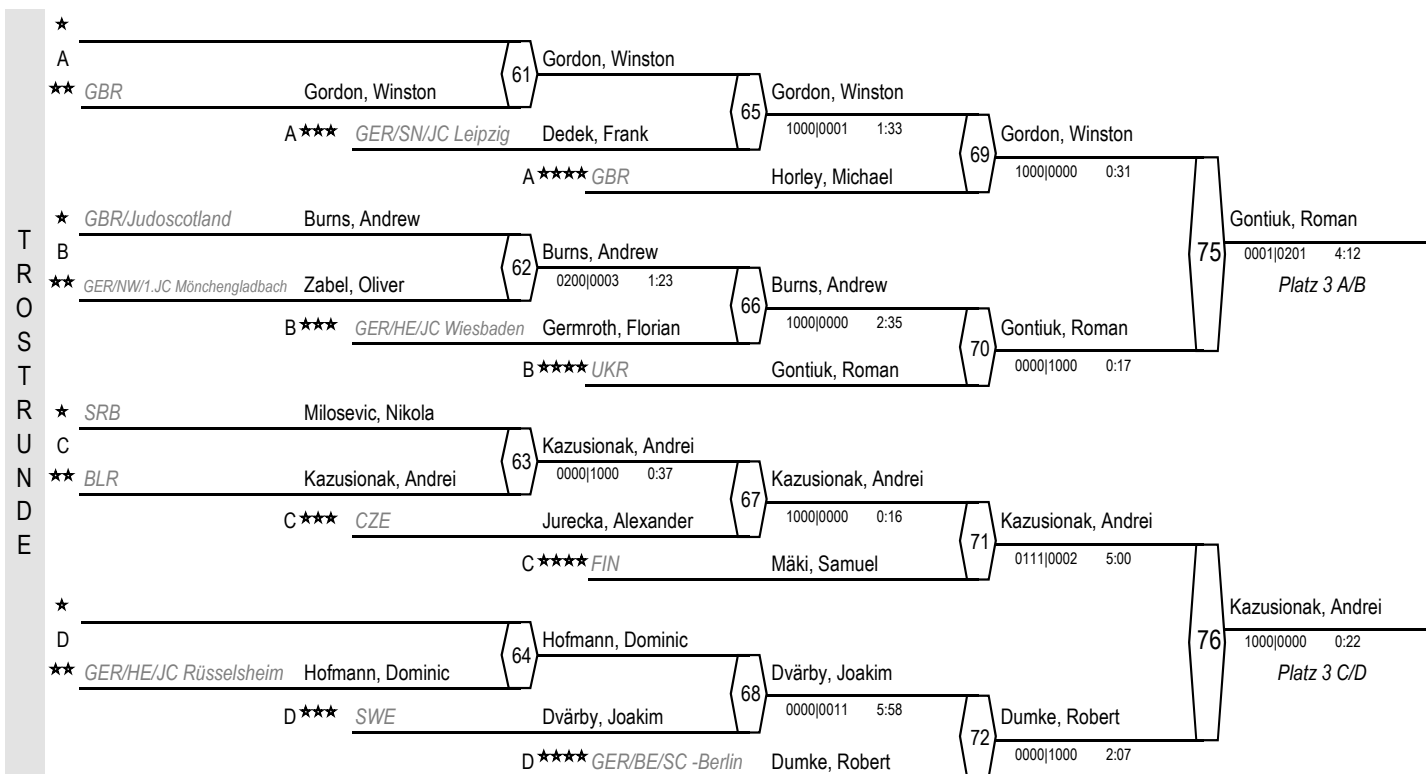 TROSTRUNDE
★
A
61 Gordon, Winston
★★ GBR Gordon, Winston
65 Gordon, Winston
1000|0001 1:33
A ★★★ GER/SN/JC Leipzig Dedek, Frank
69 Gordon, Winston
1000|0000 0:31
A ★★★★ GBR Horley, Michael
★ GBR/Judoscotland Burns, Andrew
75 Gontiuk, Roman
0001|0201 4:12
Platz 3 A/B
B
62 Burns, Andrew
0200|0003 1:23
★★ GER/NW/1.JC Mönchengladbach Zabel, Oliver
66 Burns, Andrew
1000|0000 2:35
B ★★★ GER/HE/JC Wiesbaden Germroth, Florian
70 Gontiuk, Roman
0000|1000 0:17
B ★★★★ UKR Gontiuk, Roman
★ SRB Milosevic, Nikola
C
63 Kazusionak, Andrei
0000|1000 0:37
★★ BLR Kazusionak, Andrei
67 Kazusionak, Andrei
1000|0000 0:16
C ★★★ CZE Jurecka, Alexander
71 Kazusionak, Andrei
0111|0002 5:00
C ★★★★ FIN Mäki, Samuel
★
76 Kazusionak, Andrei
1000|0000 0:22
Platz 3 C/D
D
64 Hofmann, Dominic
★★ GER/HE/JC Rüsselsheim Hofmann, Dominic
68 Dvärby, Joakim
0000|0011 5:58
D ★★★ SWE Dvärby, Joakim
72 Dumke, Robert
0000|1000 2:07
D ★★★★ GER/BE/SC -Berlin Dumke, Robert